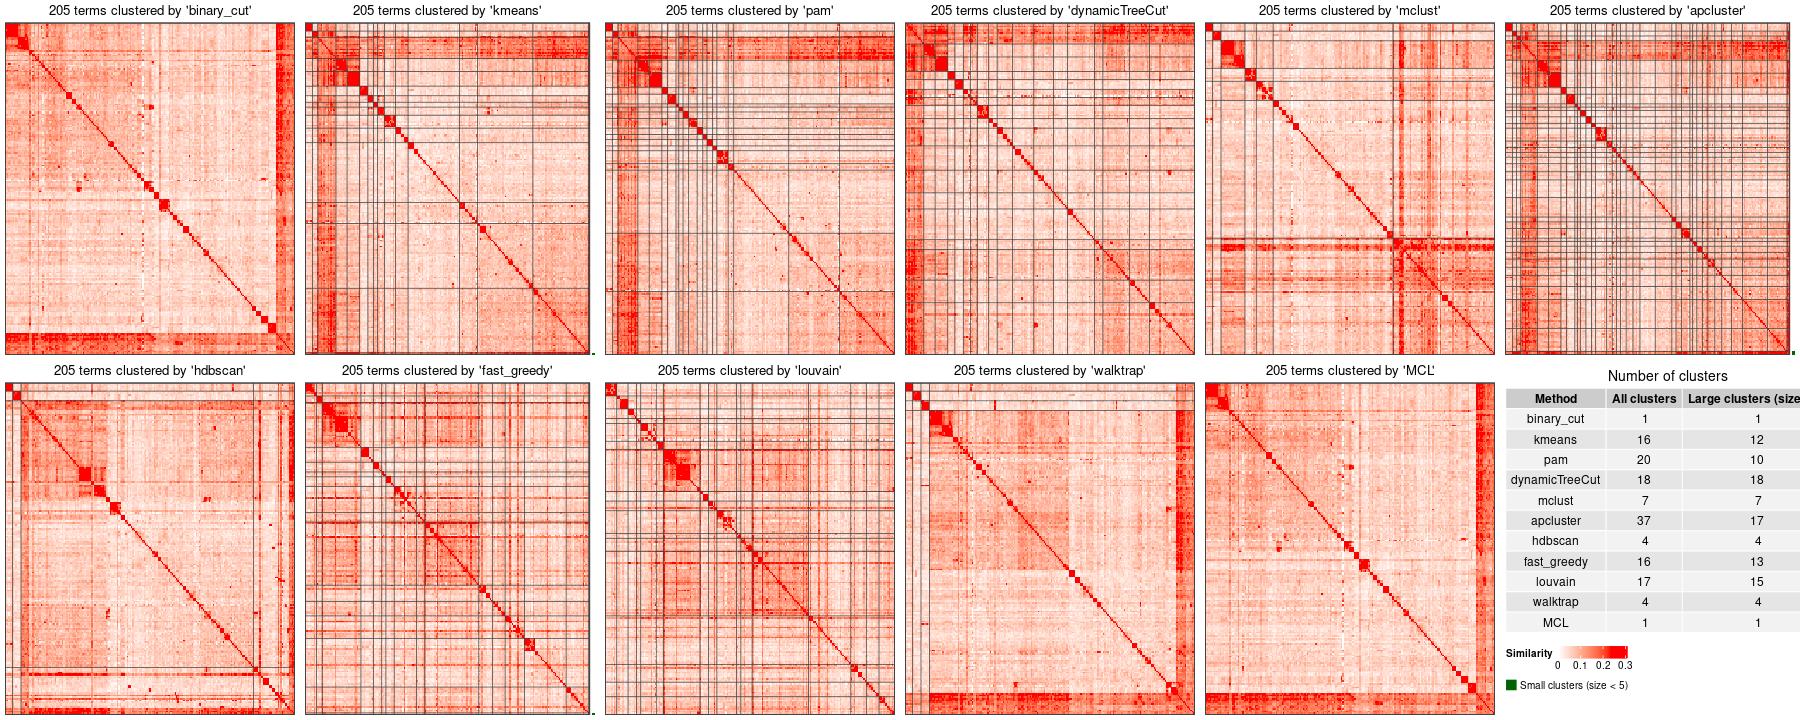 205 terms clustered by 'binary_cut'
205 terms clustered by 'kmeans'
205 terms clustered by 'pam'
205 terms clustered by 'dynamicTreeCut'
205 terms clustered by 'mclust'
205 terms clustered by 'apcluster'
205 terms clustered by 'hdbscan'
205 terms clustered by 'fast_greedy'
205 terms clustered by 'louvain'
205 terms clustered by 'walktrap'
205 terms clustered by 'MCL'
Number of clusters
Method All clusters Large clusters (size
binary_cut 1 1
kmeans 16 12
pam 20 10
dynamicTreeCut 18 18
mclust 7 7
apcluster 37 17
hdbscan 4 4
fast_greedy 16 13
louvain 17 15
walktrap 4 4
MCL 1 1
Similarity
0 0.1 0.2 0.3
Small clusters (size < 5)